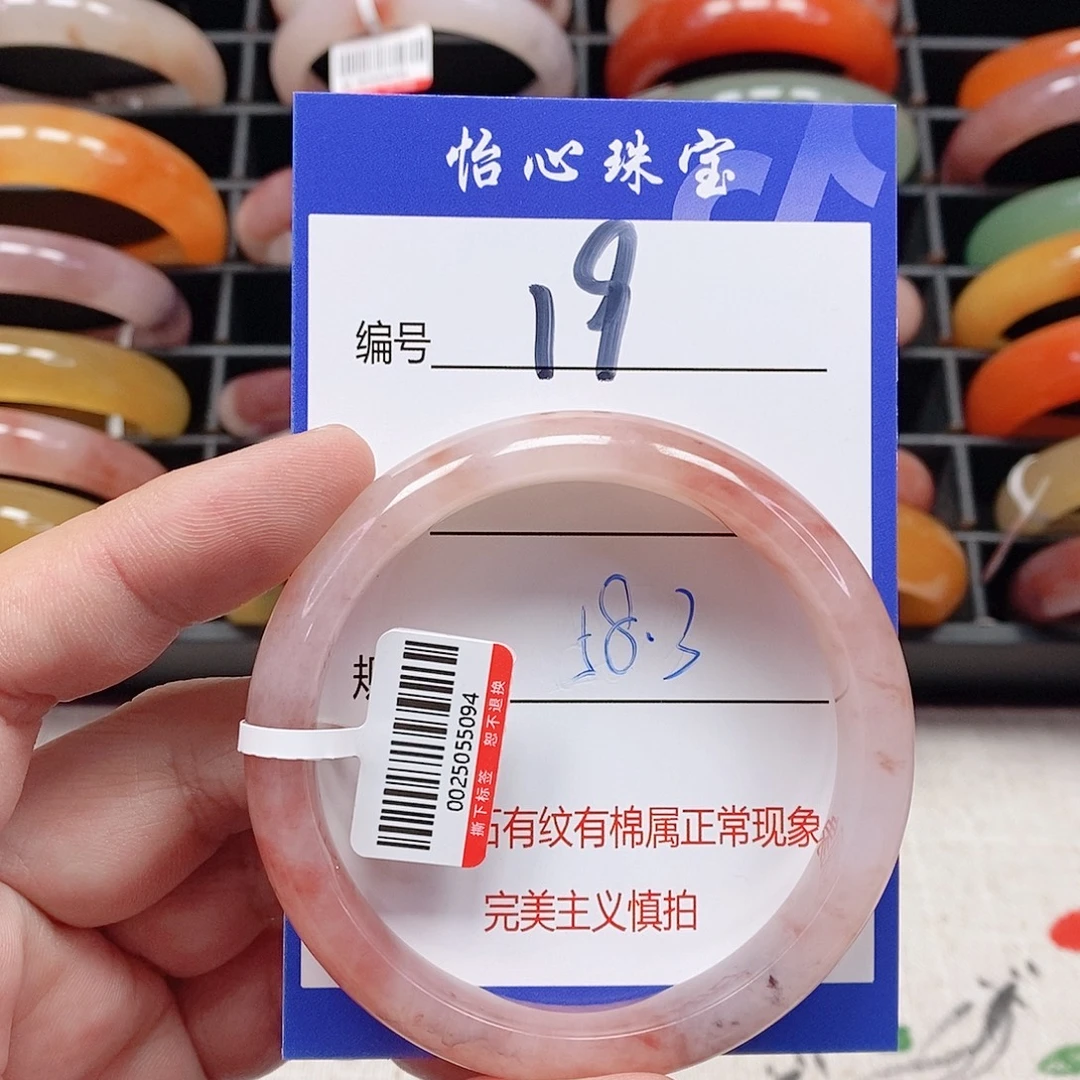 怡心珠宝
编号 19
58.3
0025055094
撕下标签 恕不退换
有纹有棉属正常现象
完美主义慎拍